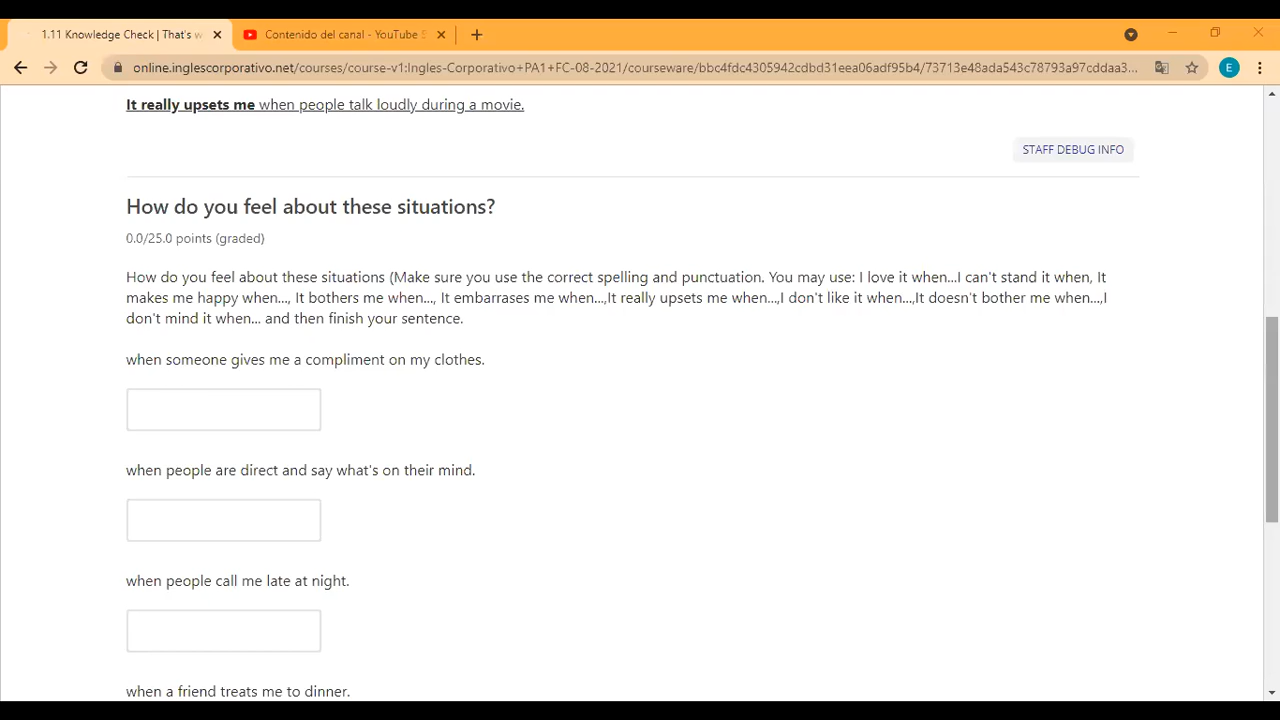 1.11 Knowledge Check | That's w
Contenido del canal - YouTube S
online.inglescorporativo.net/courses/course-v1:Ingles-Corporativo+PA1+FC-08-2021/courseware/bbc4fdc4305942cdbd31eea06adf95b4/73713e48ada543c78793a97cddaa3...
E
It really upsets me when people talk loudly during a movie.
STAFF DEBUG INFO
How do you feel about these situations?
0.0/25.0 points (graded)
How do you feel about these situations (Make sure you use the correct spelling and punctuation. You may use: I love it when...I can't stand it when, It
makes me happy when..., It bothers me when..., It embarrases me when...,It really upsets me when...,I don't like it when...,It doesn't bother me when...,I
don't mind it when... and then finish your sentence.
when someone gives me a compliment on my clothes.
when people are direct and say what's on their mind.
when people call me late at night.
when a friend treats me to dinner.